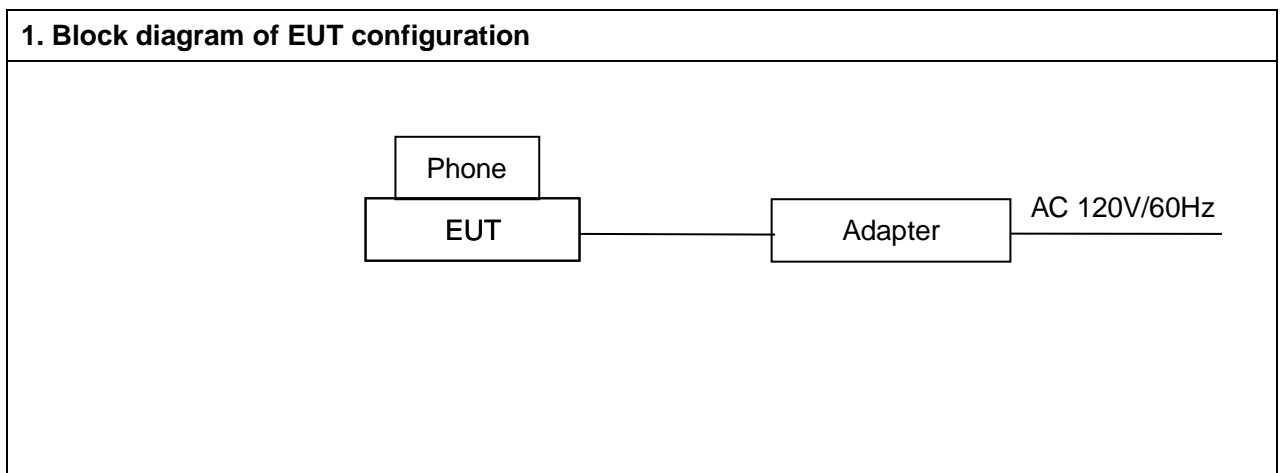 1. Block diagram of EUT configuration
Phone
EUT
Adapter
AC 120V/60Hz